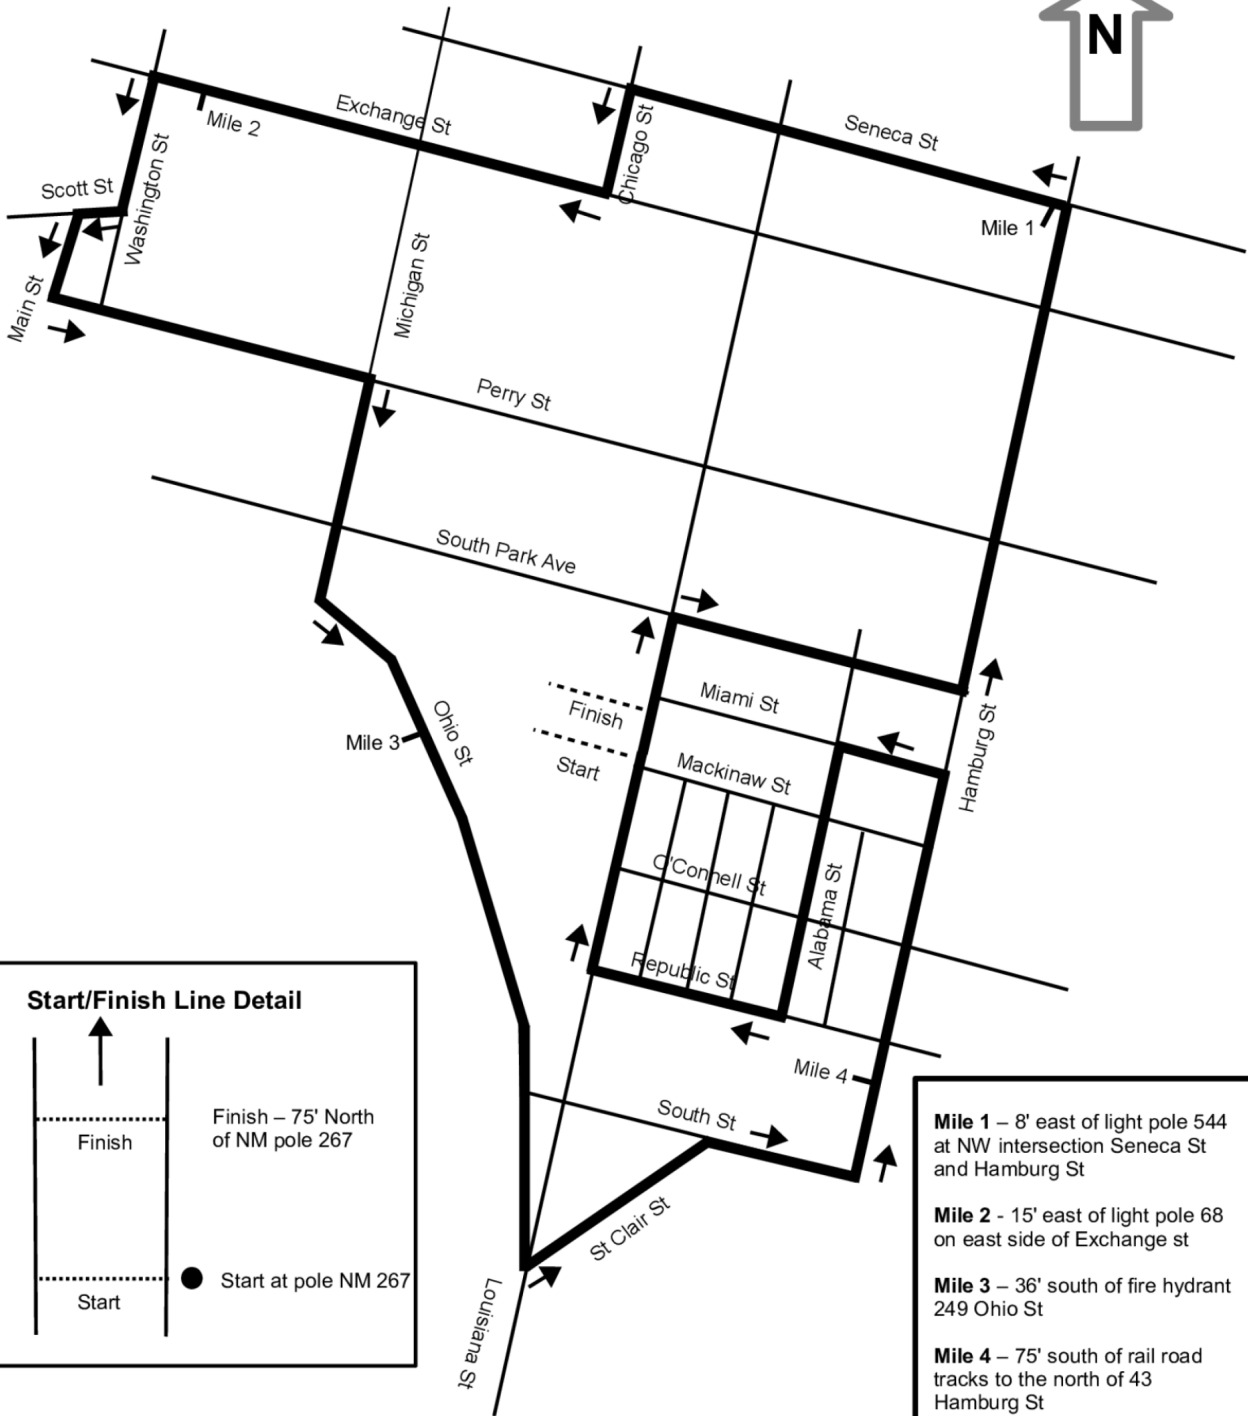 N
Seneca St
Chicago St
Exchange St
Mile 2
Washington St
Scott St
Mile 1
Main St
Michigan St
Perry St
South Park Ave
Miami St
Finish
Hamburg St
Ohio St
Mile 3
Start
Mackinaw St
O'Connell St
Alabama St
Republic St
Mile 4
South St
St Clair St
Louisiana St
Start/Finish Line Detail
Finish – 75' North
of NM pole 267
Finish
Start at pole NM 267
Start
Mile 1 – 8' east of light pole 544
at NW intersection Seneca St
and Hamburg St
Mile 2 - 15' east of light pole 68
on east side of Exchange st
Mile 3 – 36' south of fire hydrant
249 Ohio St
Mile 4 – 75' south of rail road
tracks to the north of 43
Hamburg St